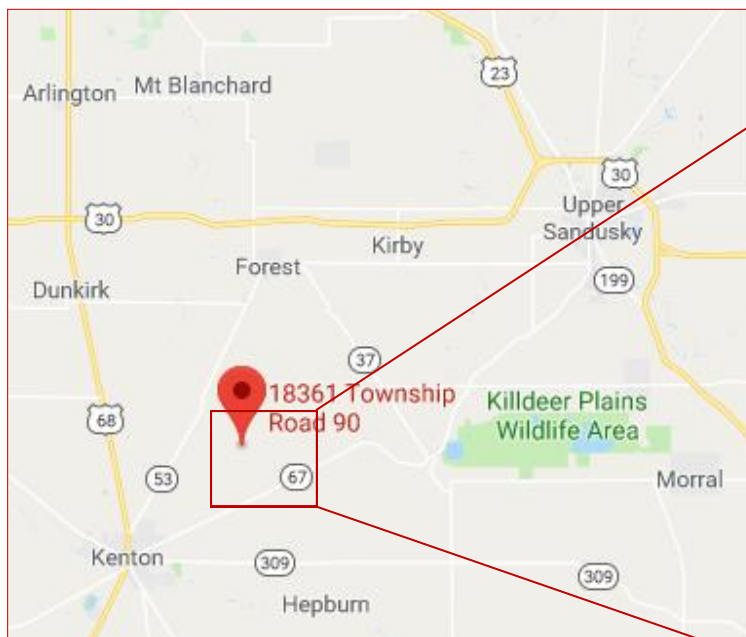 23
Arlington
Mt Blanchard
30
Upper
Sandusky
30
Kirby
Forest
199
Dunkirk
37
18361 Township
Road 90
Killdeer Plains
Wildlife Area
68
53
67
Morral
Kenton
309
309
Hepburn